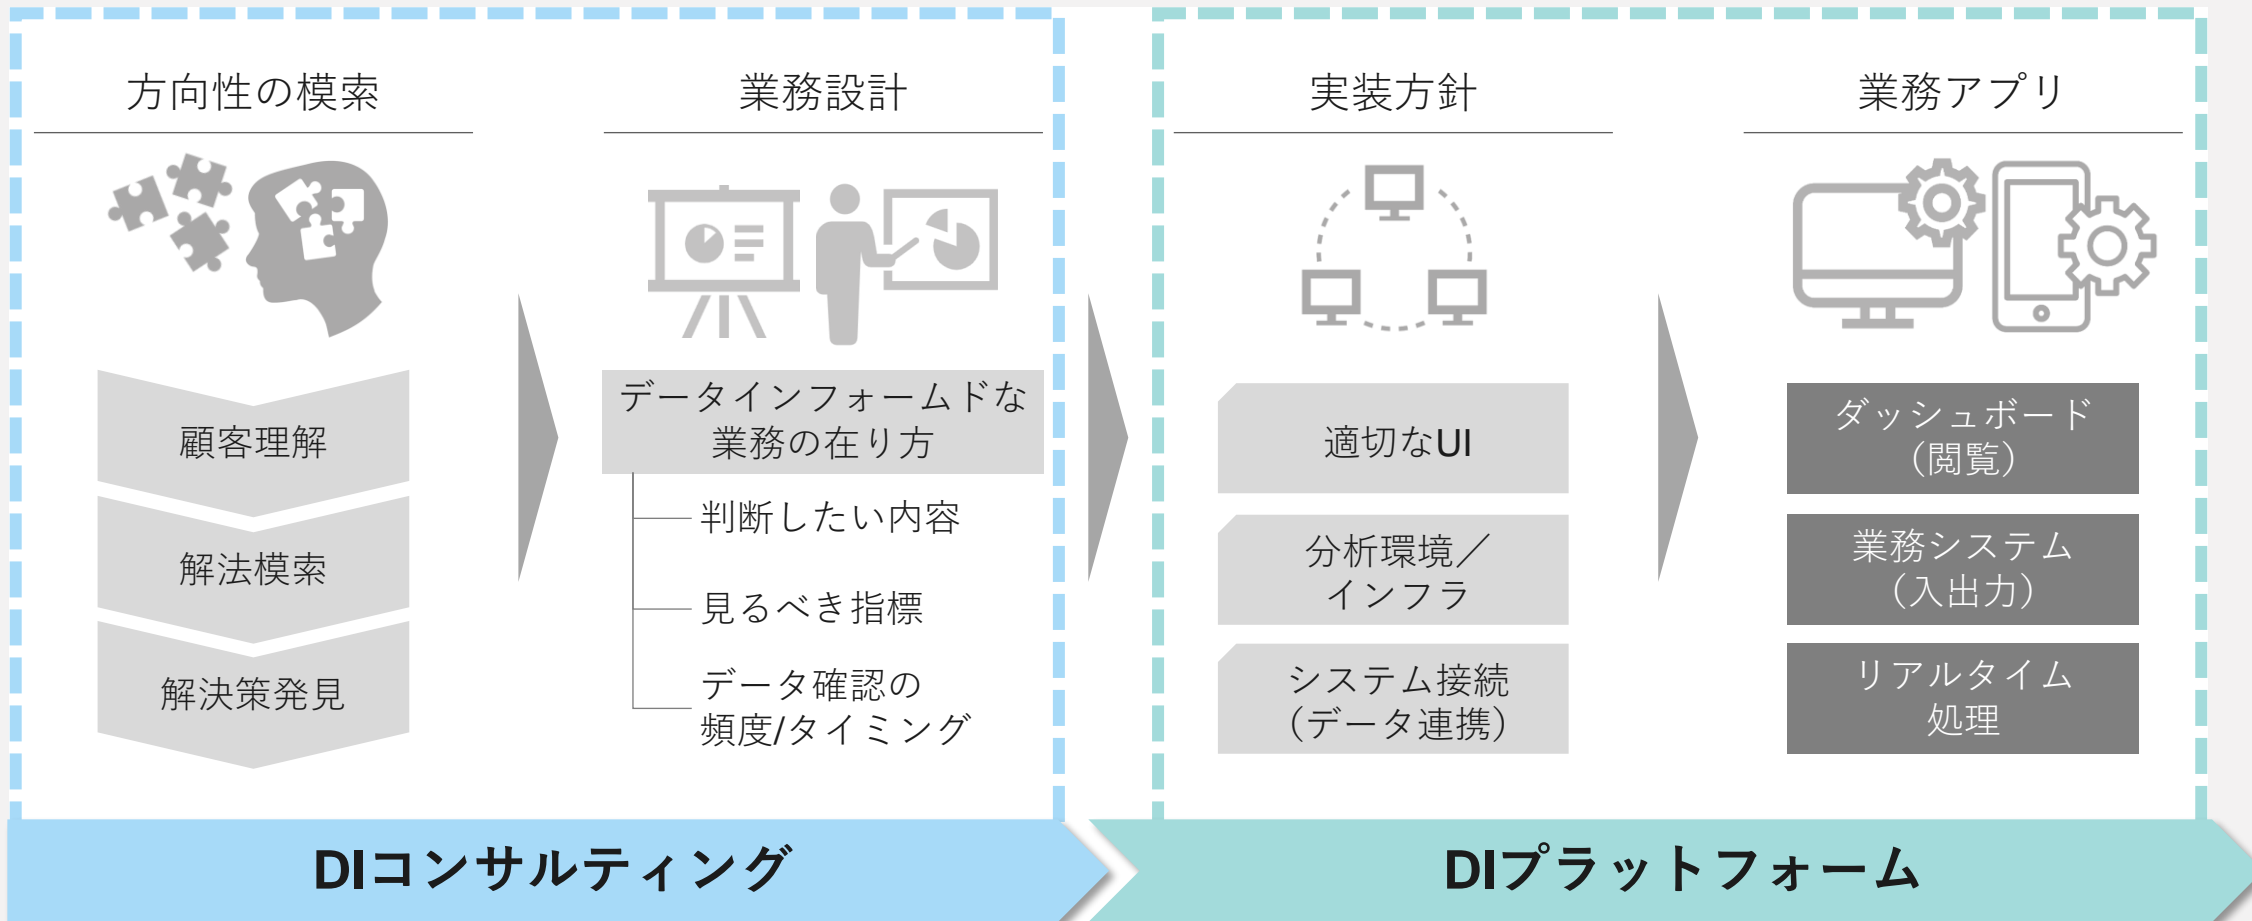 方向性の模索
顧客理解
解法模索
解決策発見
業務設計
データインフォームドな
業務の在り方
判断したい内容
見るべき指標
データ確認の
頻度/タイミング
実装方針
適切なUI
分析環境／
インフラ
システム接続
（データ連携）
業務アプリ
ダッシュボード
（閲覧）
業務システム
（入出力）
リアルタイム
処理
DIコンサルティング
DIプラットフォーム